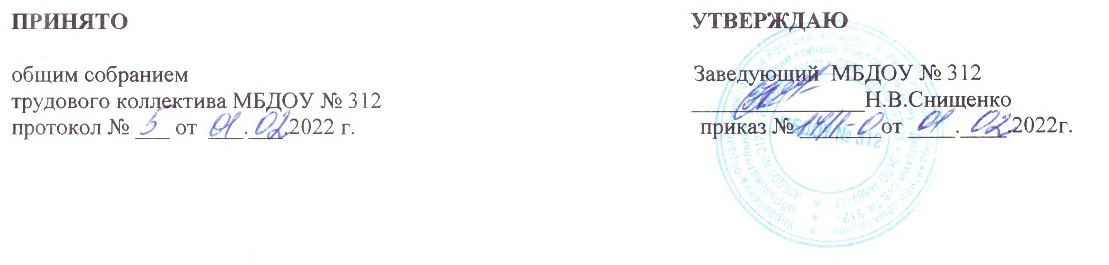 ПРИНЯТО
УТВЕРЖДАЮ
общим собранием
трудового коллектива МБДОУ № 312
протокол № 5 от 01.02.2022 г.
Заведующий МБДОУ № 312
Н.В.Снищенко
приказ № от 01.02.2022г.